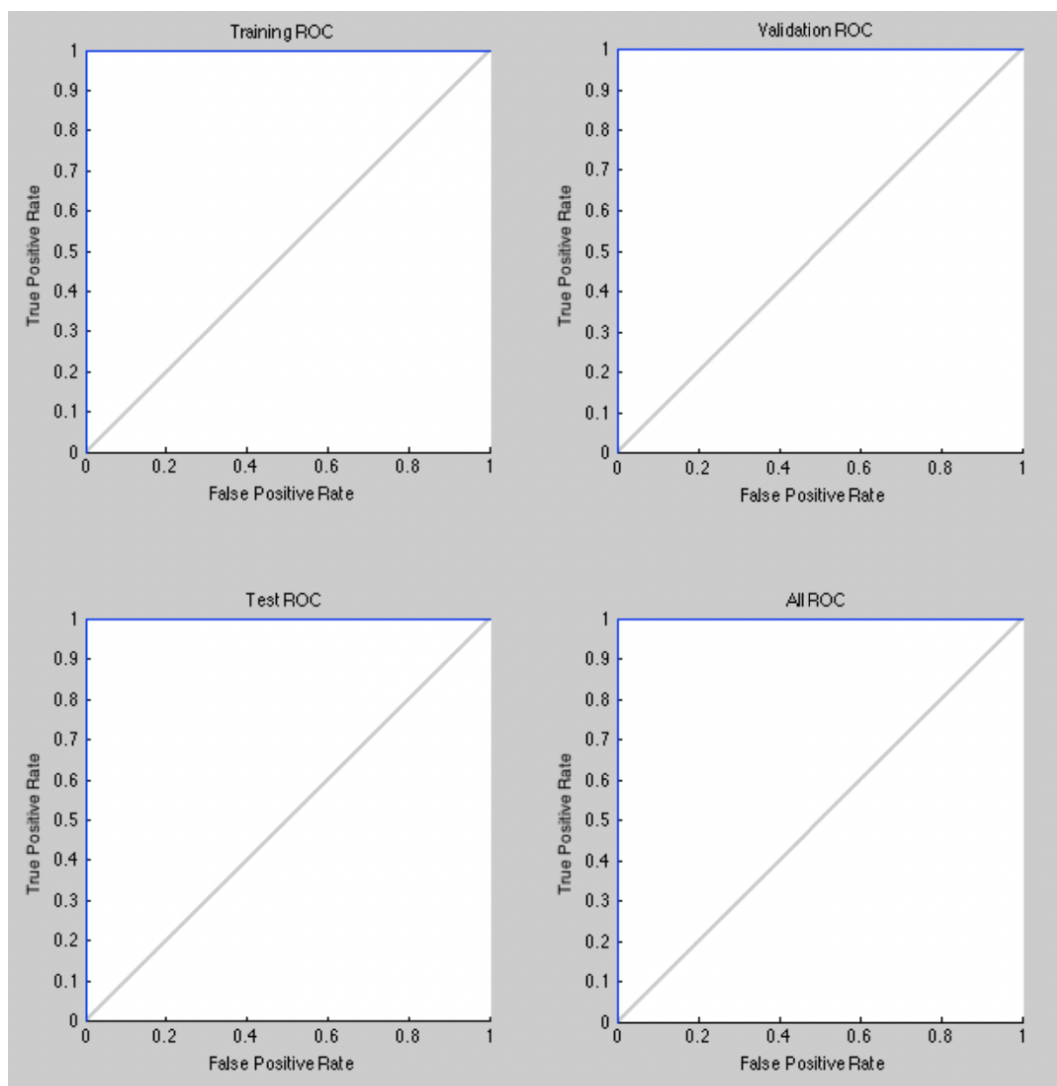 Training ROC
1
0.9
0.8
0.7
0.6
0.5
0.4
0.3
0.2
0.1
0
True Positive Rate
0 0.2 0.4 0.6 0.8 1
False Positive Rate
Validation ROC
1
0.9
0.8
0.7
0.6
0.5
0.4
0.3
0.2
0.1
0
True Positive Rate
0 0.2 0.4 0.6 0.8 1
False Positive Rate
Test ROC
1
0.9
0.8
0.7
0.6
0.5
0.4
0.3
0.2
0.1
0
True Positive Rate
0 0.2 0.4 0.6 0.8 1
False Positive Rate
All ROC
1
0.9
0.8
0.7
0.6
0.5
0.4
0.3
0.2
0.1
0
True Positive Rate
0 0.2 0.4 0.6 0.8 1
False Positive Rate